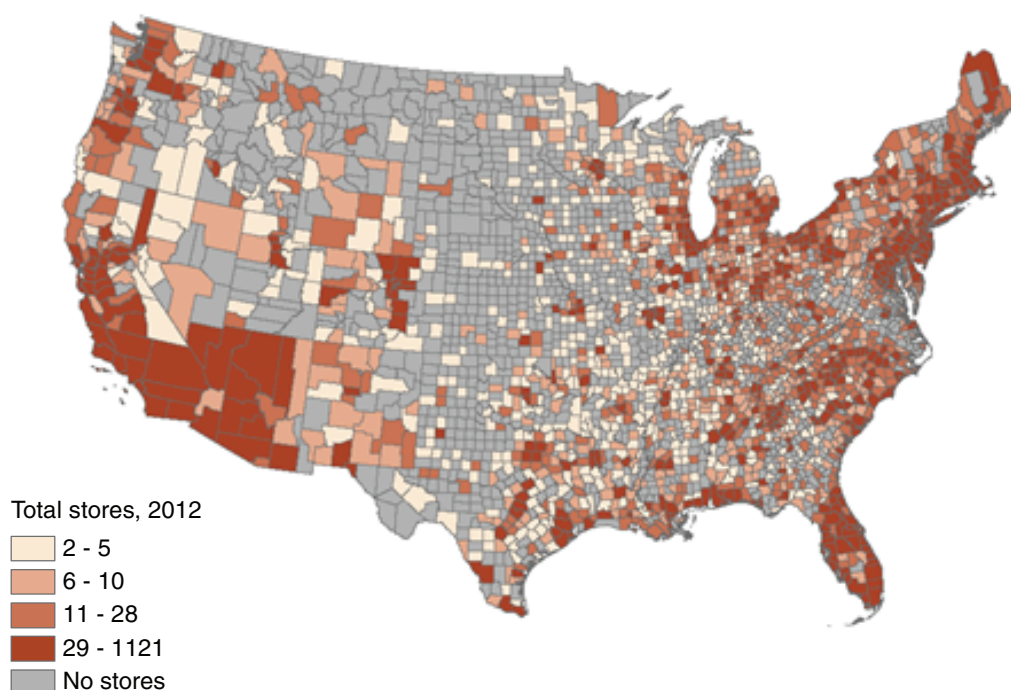 Total stores, 2012
2 - 5
6 - 10
11 - 28
29 - 1121
No stores